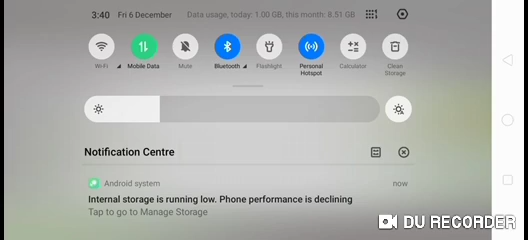 3:40 Fri 6 December Data usage, today: 1.00 GB, this month: 8.51 GB
Wi-Fi Mobile Data Mute Bluetooth Flashlight Personal Hotspot Calculator Clean Storage
Notification Centre
Android system now
Internal storage is running low. Phone performance is declining
Tap to go to Manage Storage
DU RECORDER